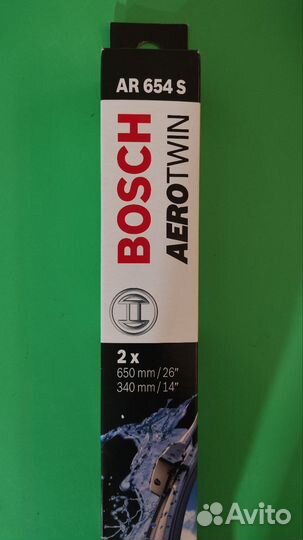 AR 654 S
BOSCH
AEROTWIN
2 x
650 mm / 26"
340 mm / 14"
Avito